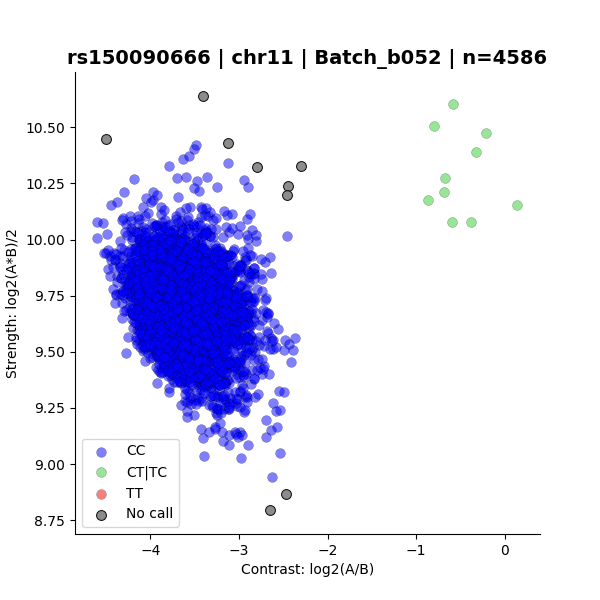 rs150090666 | chr11 | Batch_b052 | n=4586
Strength: log2(A*B)/2
10.50
10.25
10.00
9.75
9.50
9.25
9.00
8.75
CC
CT|TC
TT
No call
−4
−3
−2
−1
0
Contrast: log2(A/B)